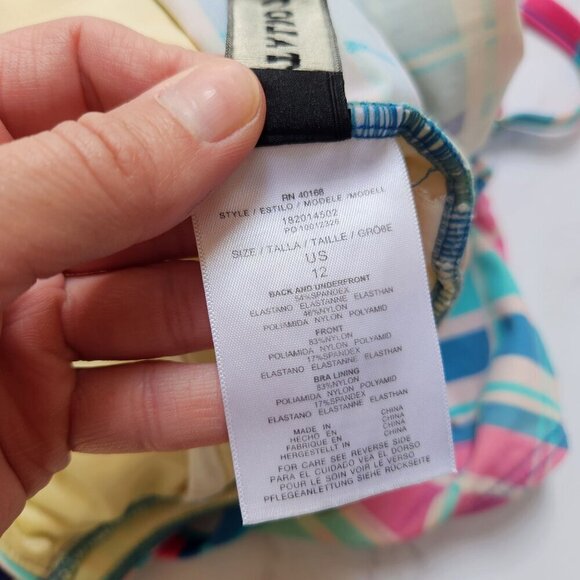 RN 40168
STYLE / ESTILO / MODELE /MODELL
182014502
PO 10012326
SIZE / TALLA / TAILLE / GRÖßE
US
12
BACK AND UNDERFRONT
54%SPANDEX
ELASTANO ELASTANNE ELASTHAN
46%NYLON
POLIAMIDA NYLON POLYAMID
FRONT
83%NYLON
POLIAMIDA NYLON POLYAMID
17%SPANDEX
ELASTANO ELASTANNE ELASTHAN
BRA LINING
83%NYLON
POLIAMIDA NYLON POLYAMID
17%SPANDEX
ELASTANO ELASTANNE ELASTHAN
MADE IN CHINA
HECHO EN CHINA
FABRIQUE EN CHINA
HERGESTELLT IN CHINA
FOR CARE SEE REVERSE SIDE
PARA EL CUIDADO VEA EL DORSO
POUR LE SOIN VOIR LE VERSO
PFLEGEANLEITUNG SIEHE RÜCKSEITE